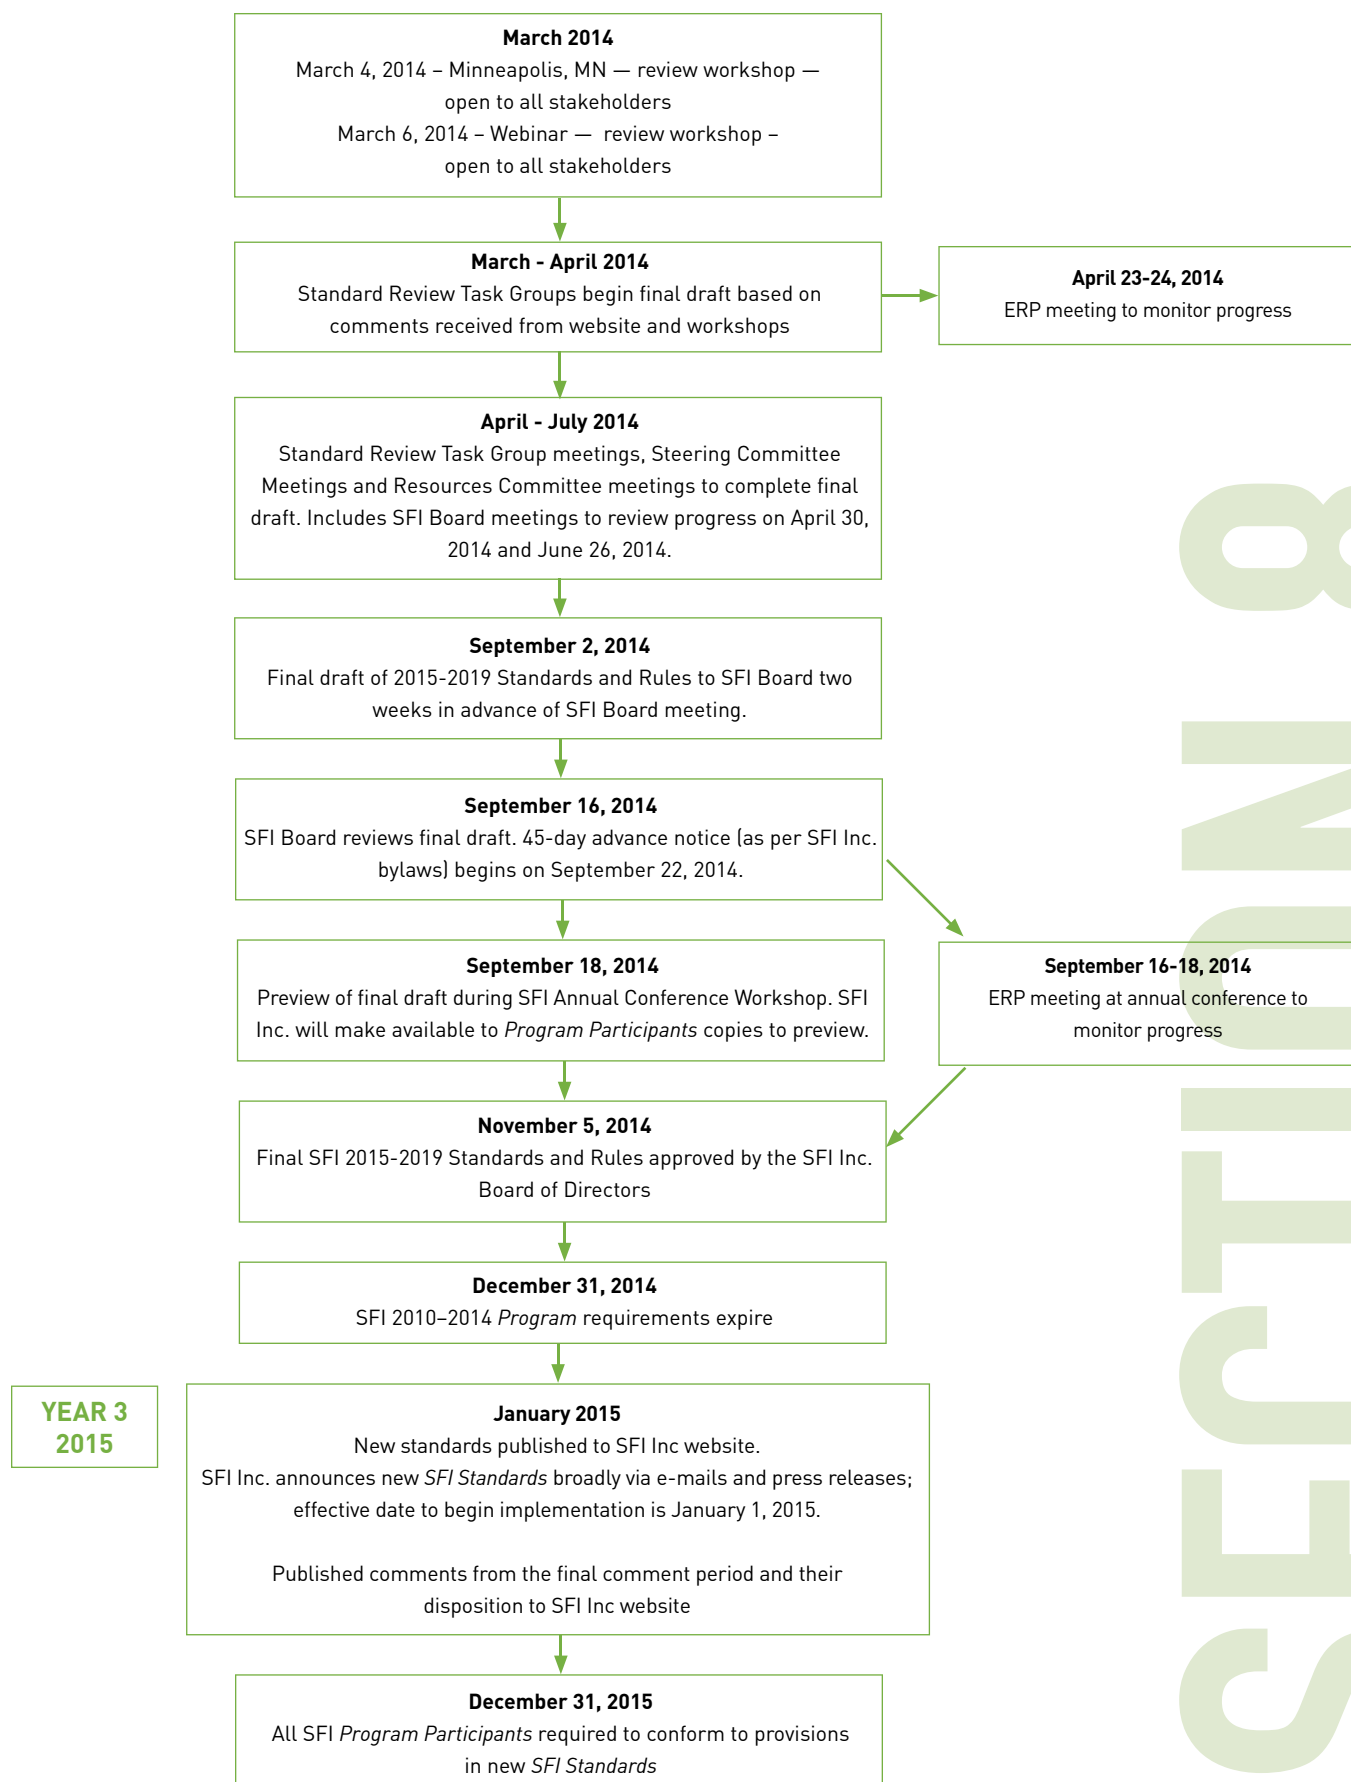 March 2014
March 4, 2014 – Minneapolis, MN — review workshop —
open to all stakeholders
March 6, 2014 – Webinar — review workshop –
open to all stakeholders
March - April 2014
Standard Review Task Groups begin final draft based on
comments received from website and workshops
April 23-24, 2014
ERP meeting to monitor progress
April - July 2014
Standard Review Task Group meetings, Steering Committee
Meetings and Resources Committee meetings to complete final
draft. Includes SFI Board meetings to review progress on April 30,
2014 and June 26, 2014.
September 2, 2014
Final draft of 2015-2019 Standards and Rules to SFI Board two
weeks in advance of SFI Board meeting.
September 16, 2014
SFI Board reviews final draft. 45-day advance notice (as per SFI Inc.
bylaws) begins on September 22, 2014.
September 18, 2014
Preview of final draft during SFI Annual Conference Workshop. SFI
Inc. will make available to Program Participants copies to preview.
September 16-18, 2014
ERP meeting at annual conference to
monitor progress
November 5, 2014
Final SFI 2015-2019 Standards and Rules approved by the SFI Inc.
Board of Directors
December 31, 2014
SFI 2010–2014 Program requirements expire
YEAR 3
2015
January 2015
New standards published to SFI Inc website.
SFI Inc. announces new SFI Standards broadly via e-mails and press releases;
effective date to begin implementation is January 1, 2015.
Published comments from the final comment period and their
disposition to SFI Inc website
December 31, 2015
All SFI Program Participants required to conform to provisions
in new SFI Standards
SECTION 8